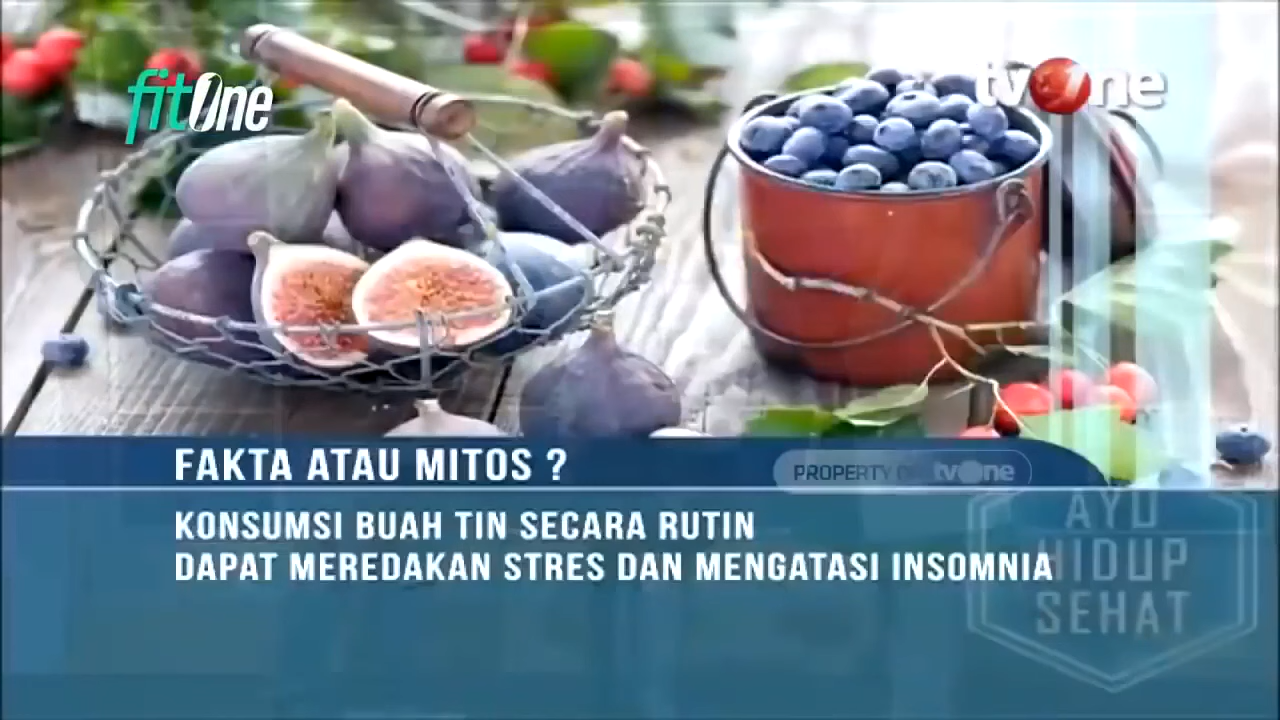 fitOne
tvOne
FAKTA ATAU MITOS ?
PROPERTY OF tvOne
KONSUMSI BUAH TIN SECARA RUTIN
DAPAT MEREDAKAN STRES DAN MENGATASI INSOMNIA
AYO
HIDUP
SEHAT